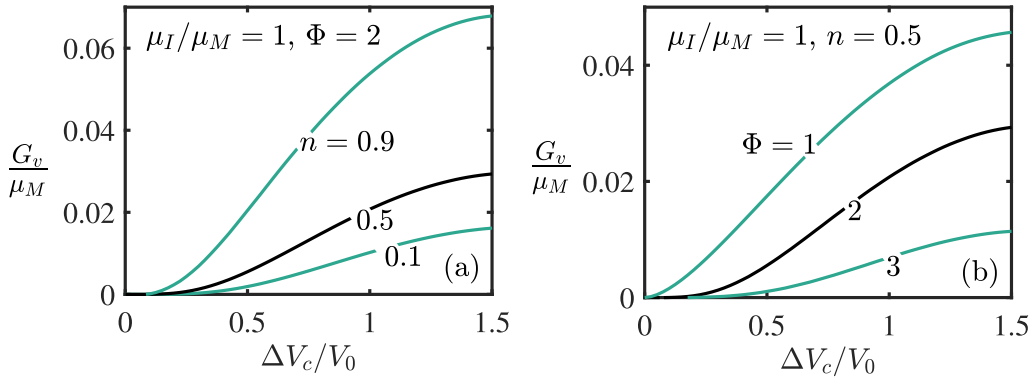 μ_I/μ_M = 1, Φ = 2
0.06
0.04
0.02
0
G_v/μ_M
n = 0.9
0.5
0.1
(a)
0 0.5 1 1.5
ΔV_c/V_0
μ_I/μ_M = 1, n = 0.5
0.04
0.02
0
G_v/μ_M
Φ = 1
2
3
(b)
0 0.5 1 1.5
ΔV_c/V_0